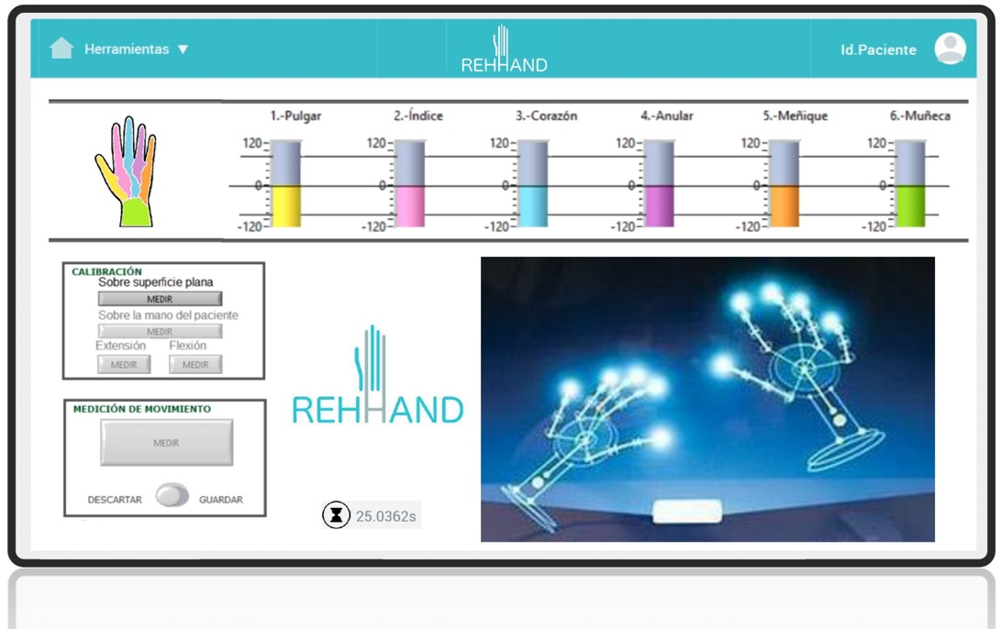 Herramientas ▼
REHHAND
Id.Paciente
1.-Pulgar 2.-Índice 3.-Corazón 4.-Anular 5.-Meñique 6.-Muñeca
120 120 120 120 120 120
0 0 0 0 0 0
-120 -120 -120 -120 -120 -120
CALIBRACIÓN
Sobre superficie plana
MEDIR
Sobre la mano del paciente
MEDIR
Extensión Flexión
MEDIR MEDIR
MEDICIÓN DE MOVIMIENTO
MEDIR
DESCARTAR GUARDAR
REHHAND
25.0362s